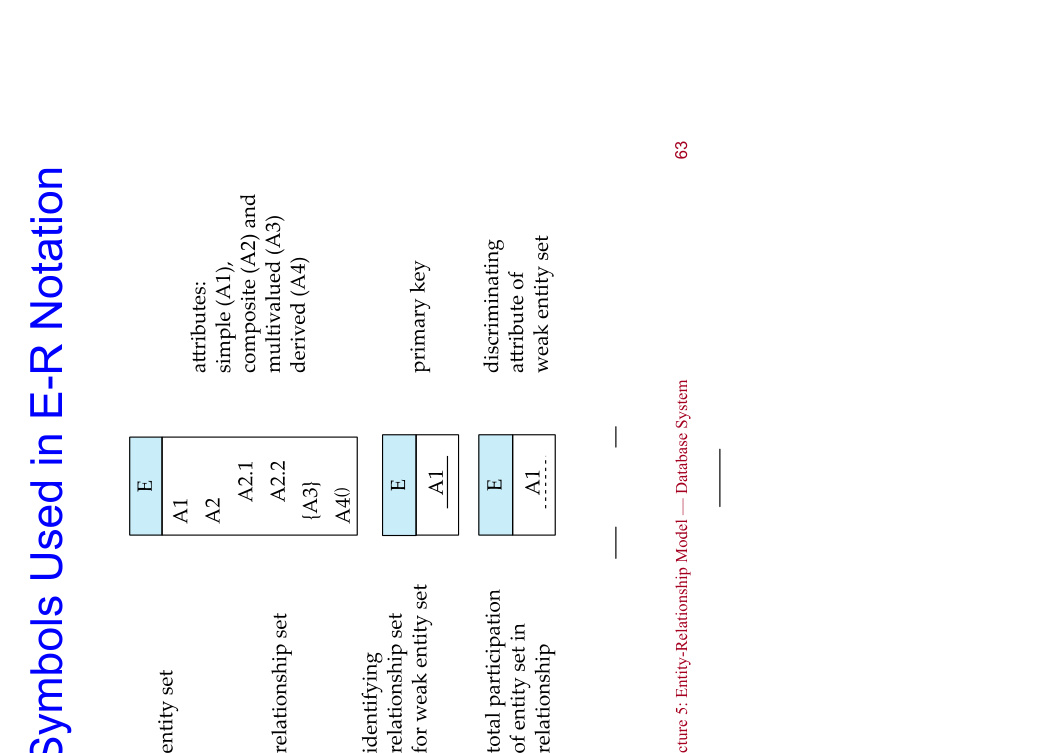 Symbols Used in E-R Notation
entity set
relationship set
identifying
relationship set
for weak entity set
total participation
of entity set in
relationship
E
A1
A2
A2.1
A2.2
{A3}
A4()
E
A1
E
A1
attributes:
simple (A1),
composite (A2) and
multivalued (A3)
derived (A4)
primary key
discriminating
attribute of
weak entity set
cture 5: Entity-Relationship Model — Database System
63